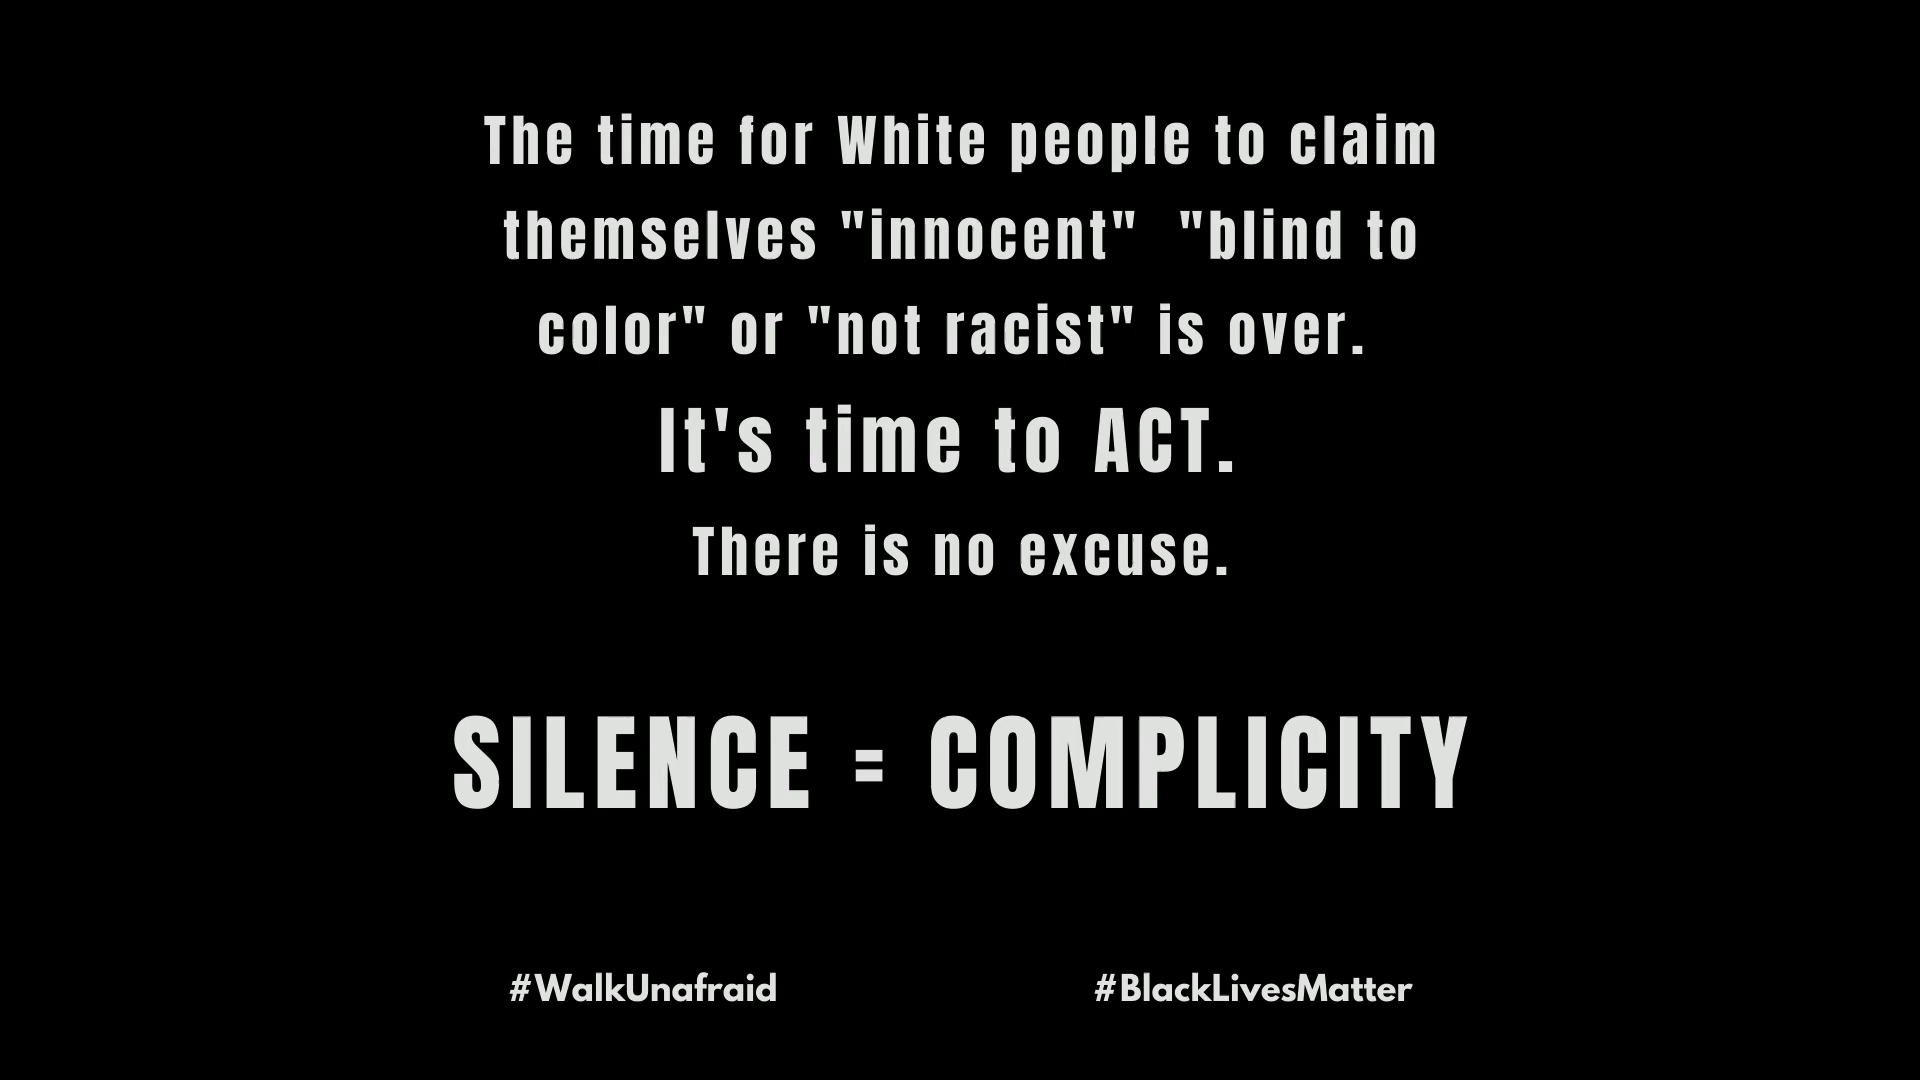 The time for White people to claim
themselves "innocent"  "blind to
color" or "not racist" is over.
It's time to ACT.
There is no excuse.
SILENCE = COMPLICITY
#WalkUnafraid
#BlackLivesMatter